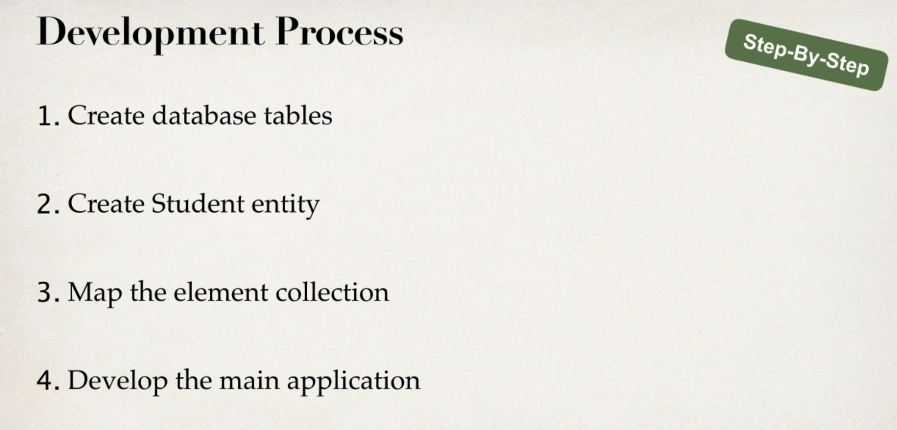 Development Process
Step-By-Step
1. Create database tables
2. Create Student entity
3. Map the element collection
4. Develop the main application